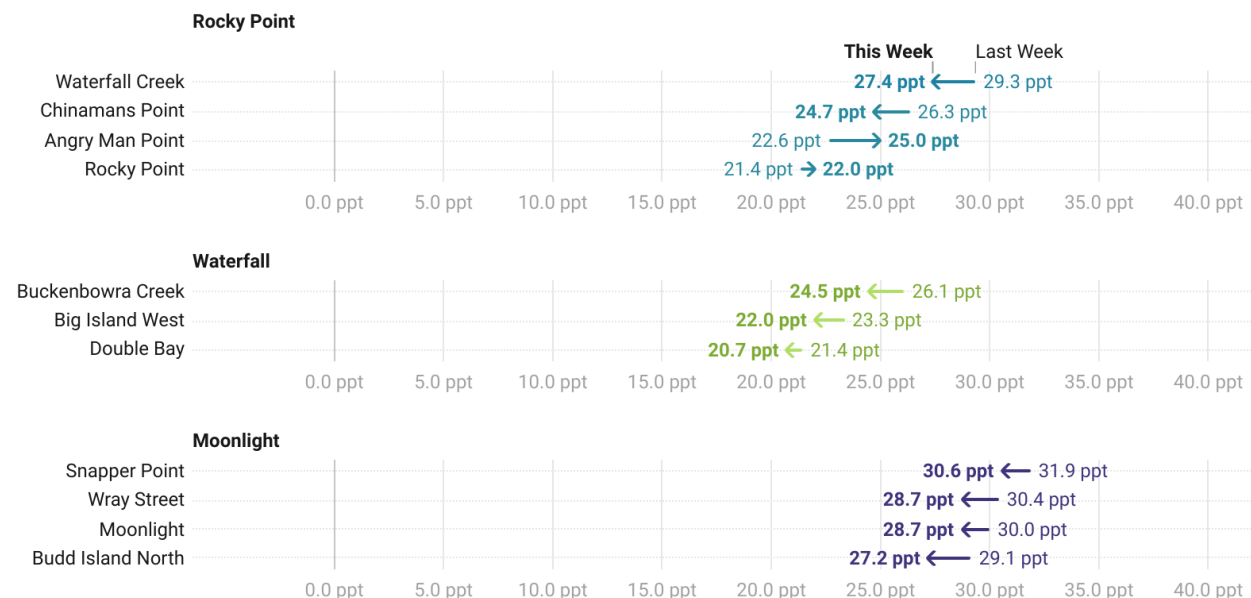 Rocky Point
This Week Last Week
Waterfall Creek 27.4 ppt 29.3 ppt
Chinamans Point 24.7 ppt 26.3 ppt
Angry Man Point 22.6 ppt 25.0 ppt
Rocky Point 21.4 ppt 22.0 ppt
0.0 ppt 5.0 ppt 10.0 ppt 15.0 ppt 20.0 ppt 25.0 ppt 30.0 ppt 35.0 ppt 40.0 ppt
Waterfall
Buckenbowra Creek 24.5 ppt 26.1 ppt
Big Island West 22.0 ppt 23.3 ppt
Double Bay 20.7 ppt 21.4 ppt
0.0 ppt 5.0 ppt 10.0 ppt 15.0 ppt 20.0 ppt 25.0 ppt 30.0 ppt 35.0 ppt 40.0 ppt
Moonlight
Snapper Point 30.6 ppt 31.9 ppt
Wray Street 28.7 ppt 30.4 ppt
Moonlight 28.7 ppt 30.0 ppt
Budd Island North 27.2 ppt 29.1 ppt
0.0 ppt 5.0 ppt 10.0 ppt 15.0 ppt 20.0 ppt 25.0 ppt 30.0 ppt 35.0 ppt 40.0 ppt